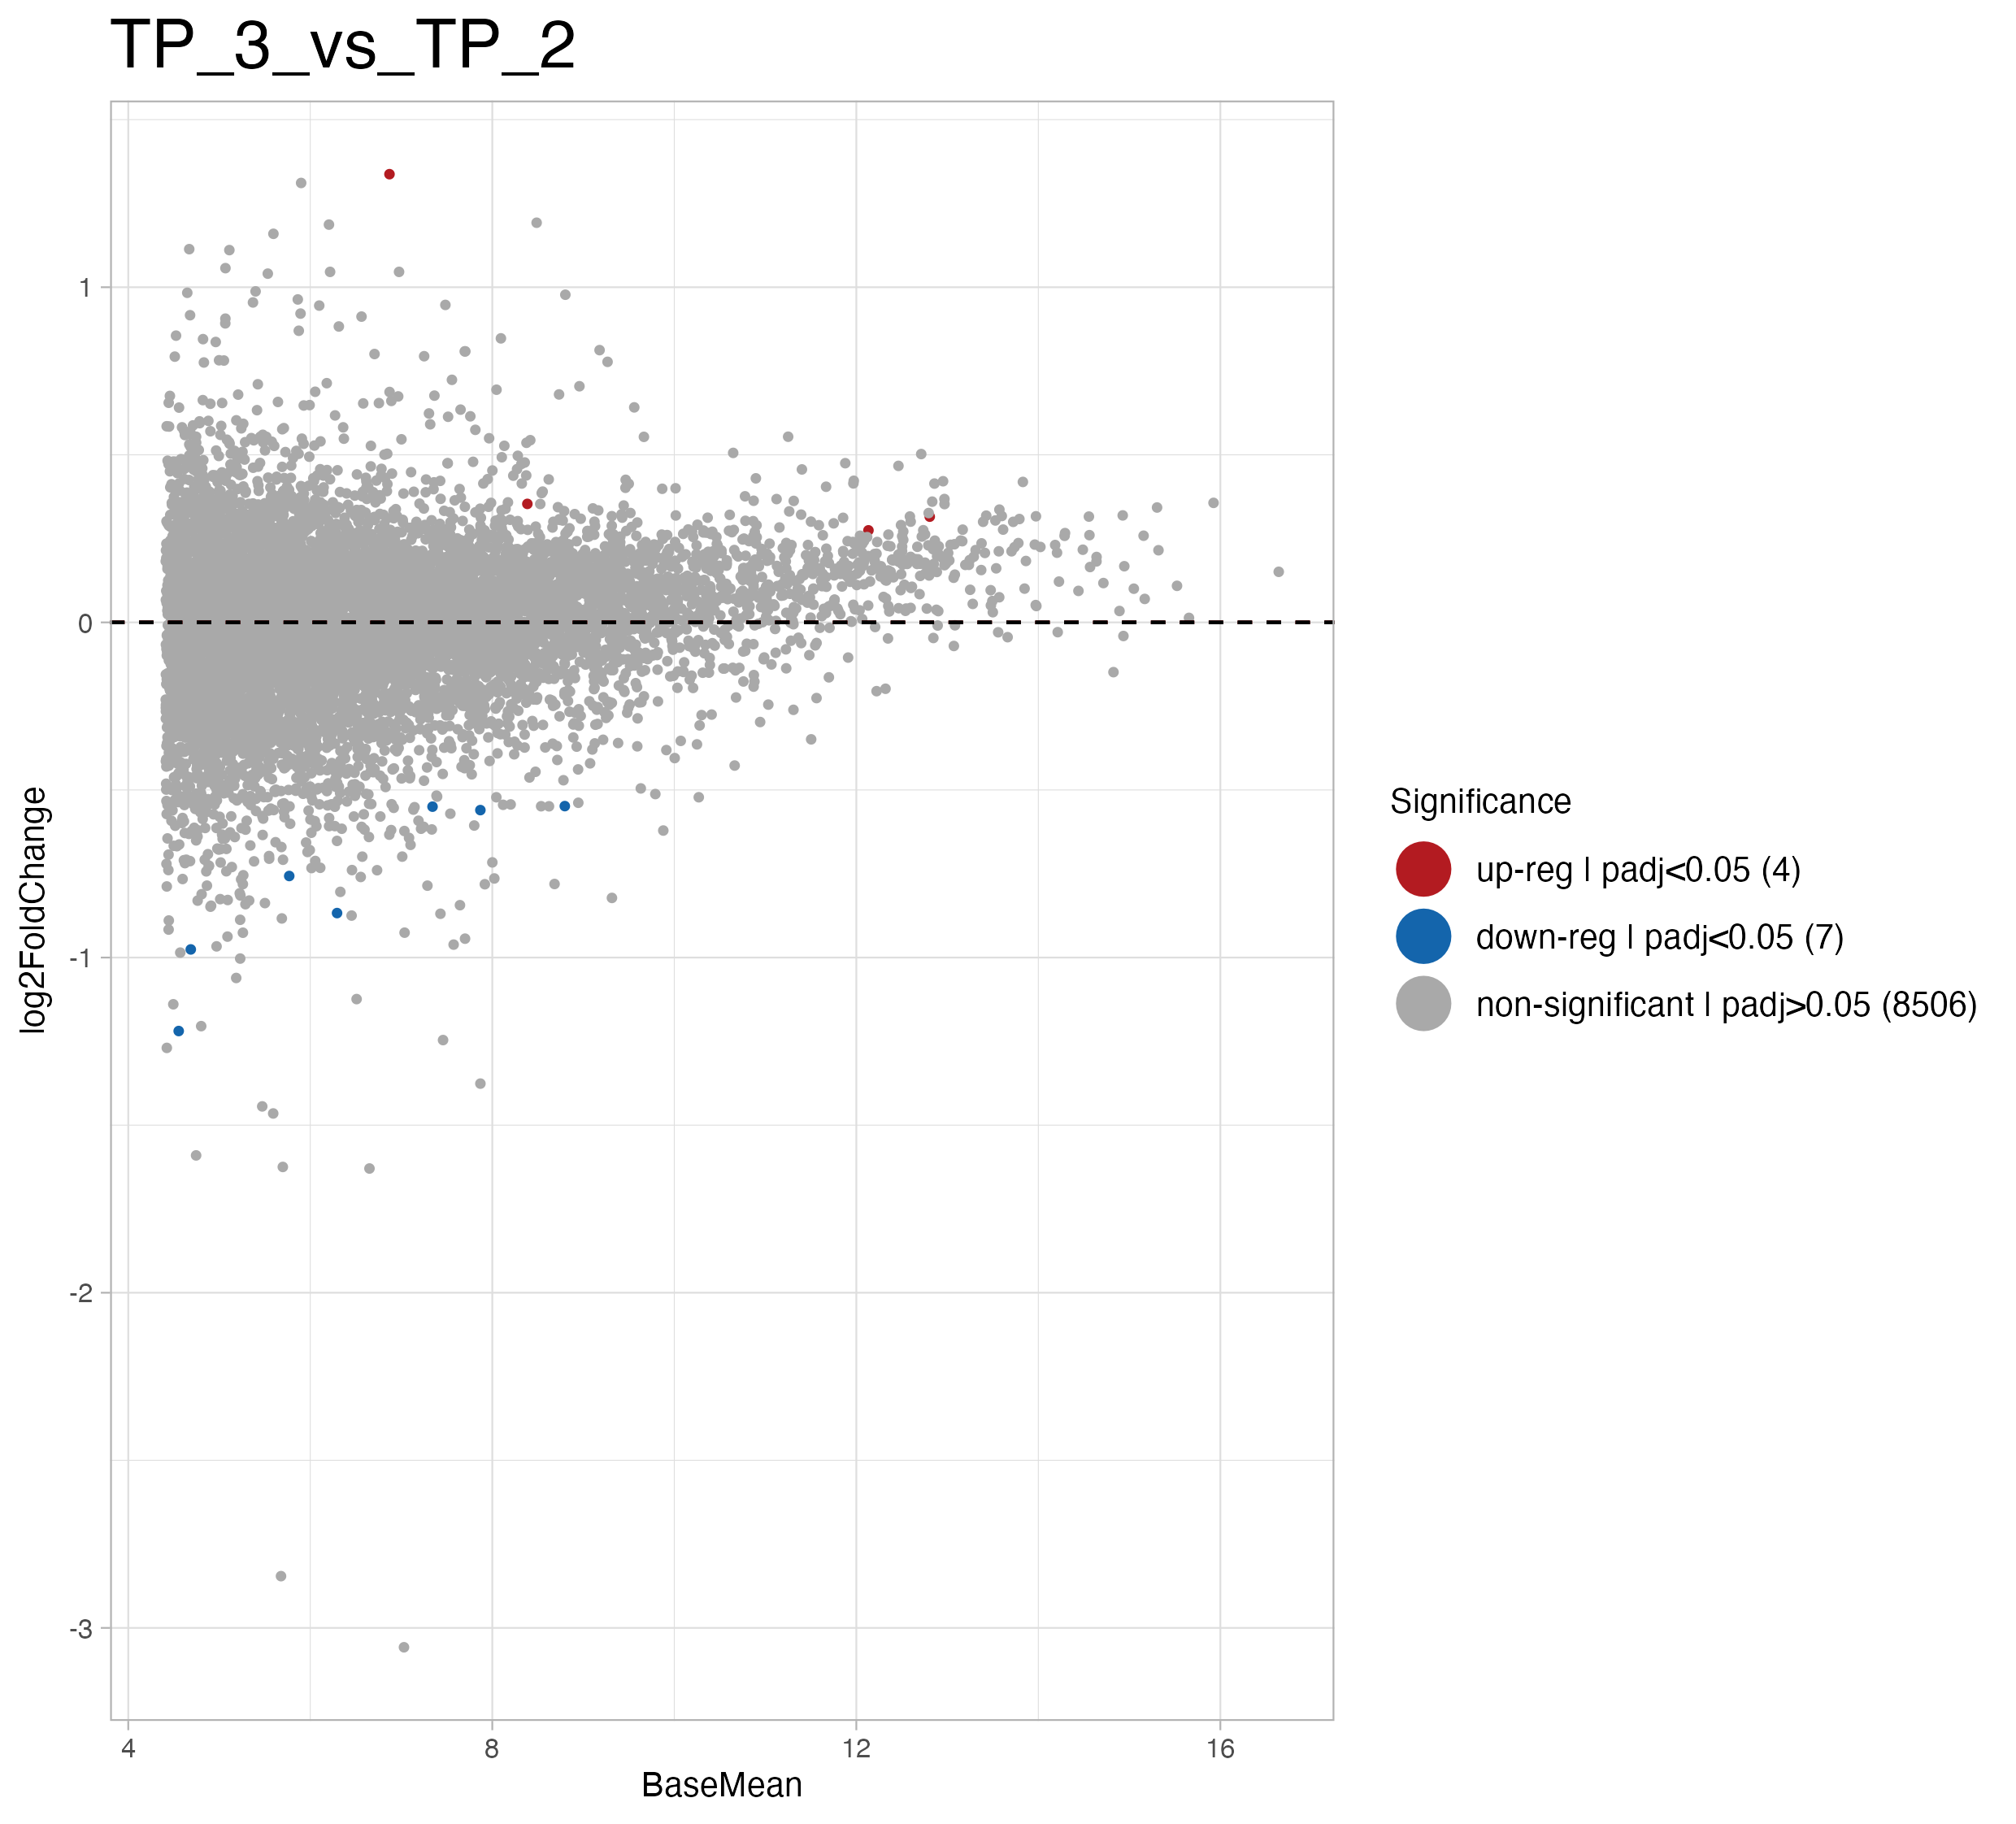 TP_3_vs_TP_2
log2FoldChange
1
0
-1
-2
-3
4
8
12
16
BaseMean
Significance
up-reg | padj<0.05 (4)
down-reg | padj<0.05 (7)
non-significant | padj>0.05 (8506)